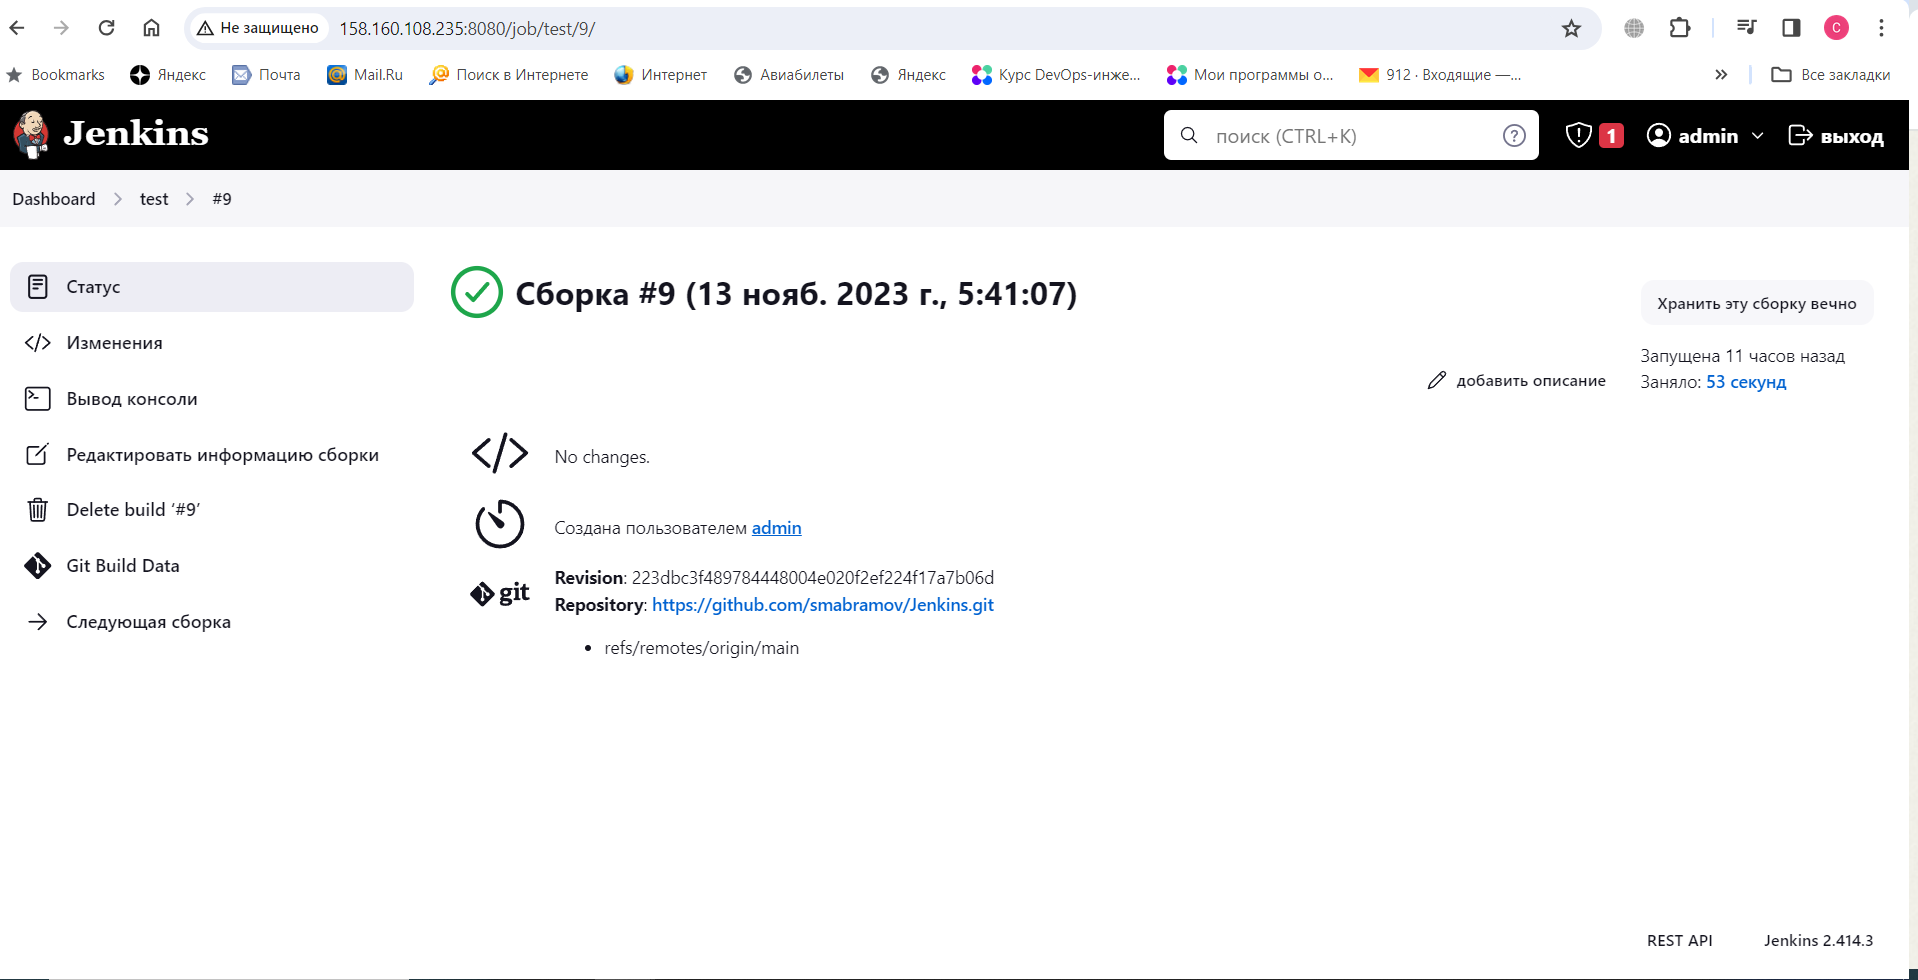 Не защищено 158.160.108.235:8080/job/test/9/ C
Bookmarks Яндекс Почта Mail.Ru Поиск в Интернете Интернет Авиабилеты Яндекс Курс DevOps-инже... Мои программы о... 912 · Входящие —... » Все закладки
Jenkins поиск (CTRL+K) ? 1 admin выход
Dashboard test #9
Статус
Изменения
Вывод консоли
Редактировать информацию сборки
Delete build ‘#9’
Git Build Data
Следующая сборка
Сборка #9 (13 нояб. 2023 г., 5:41:07)
Хранить эту сборку вечно
Запущена 11 часов назад
добавить описание
Заняло: 53 секунд
No changes.
Создана пользователем admin
git
Revision: 223dbc3f489784448004e020f2ef224f17a7b06d
Repository: https://github.com/smabramov/Jenkins.git
• refs/remotes/origin/main
REST API Jenkins 2.414.3